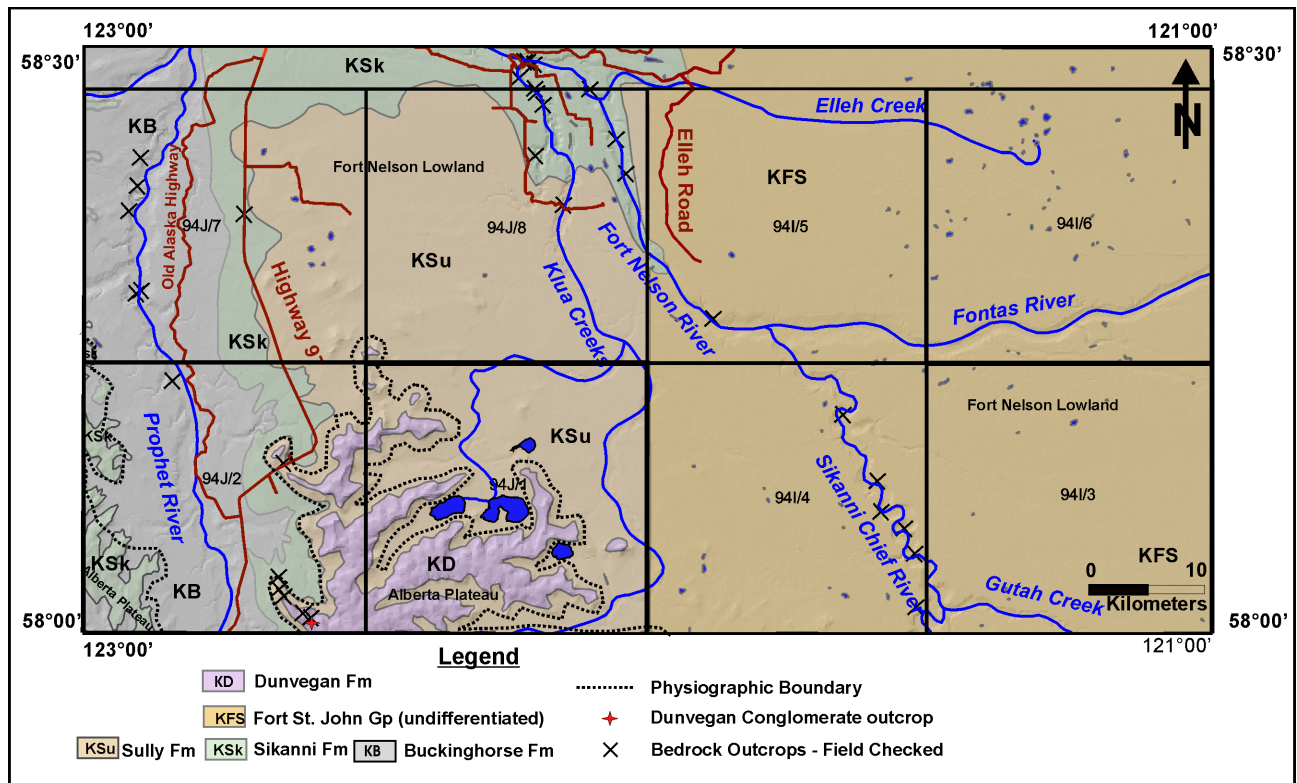 123°00’
121°00’
58°30’
58°30’
KSk
N
KB
Elleh Creek
Old Alaska Highway
Fort Nelson Lowland
Elleh Road
KFS
94J/7
94J/8
94I/5
94I/6
KSu
Fort Nelson River
Klua Creeks
Highway 9
Fontas River
KSk
KSk
Prophet River
KSu
Fort Nelson Lowland
94J/2
94J/1
Sikanni Chief River
94I/4
94I/3
KSk
Alberta Plateau
KB
KD
Alberta Plateau
KFS
0 10
Kilometers
Gutah Creek
58°00’
58°00’
123°00’
121°00’
Legend
KD Dunvegan Fm
Physiographic Boundary
KFS Fort St. John Gp (undifferentiated)
Dunvegan Conglomerate outcrop
KSu Sully Fm KSk Sikanni Fm KB Buckinghorse Fm
Bedrock Outcrops - Field Checked